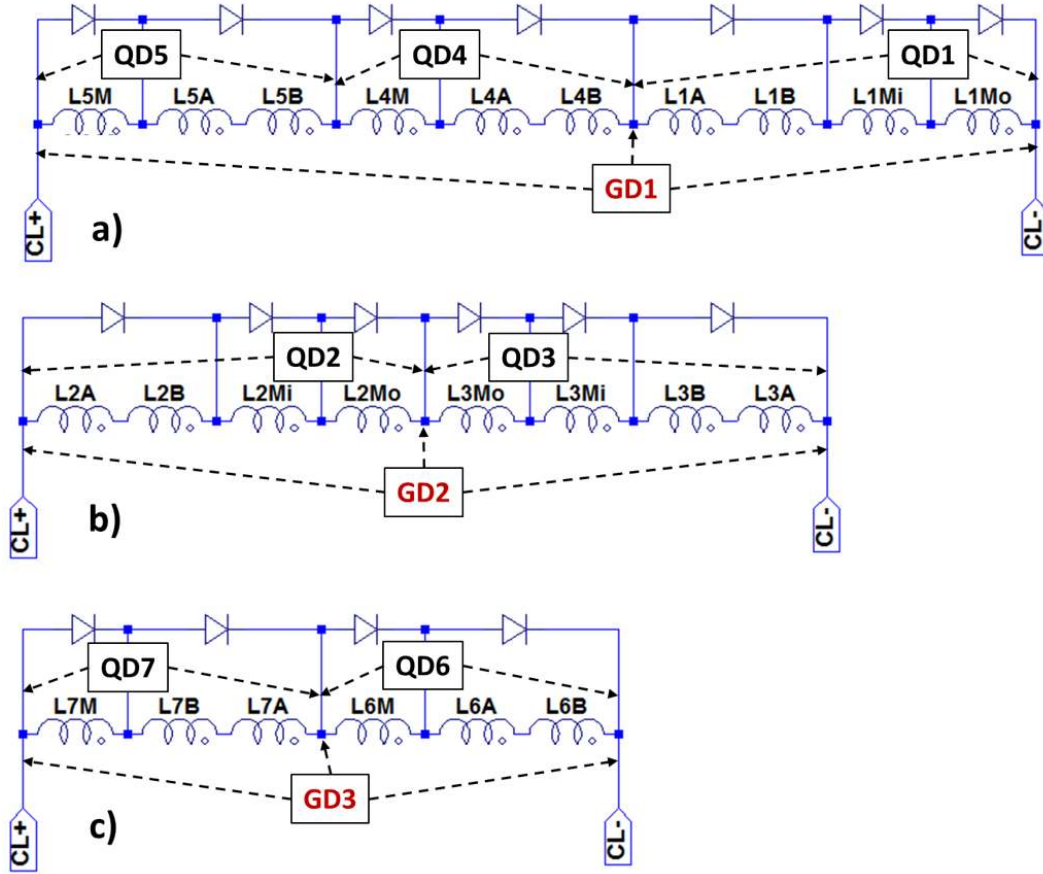 QD5 QD4 QD1
L5M L5A L5B L4M L4A L4B L1A L1B L1Mi L1Mo
GD1
CL+ CL-
a)
QD2 QD3
L2A L2B L2Mi L2Mo L3Mo L3Mi L3B L3A
GD2
CL+ CL-
b)
QD7 QD6
L7M L7B L7A L6M L6A L6B
GD3
CL+ CL-
c)